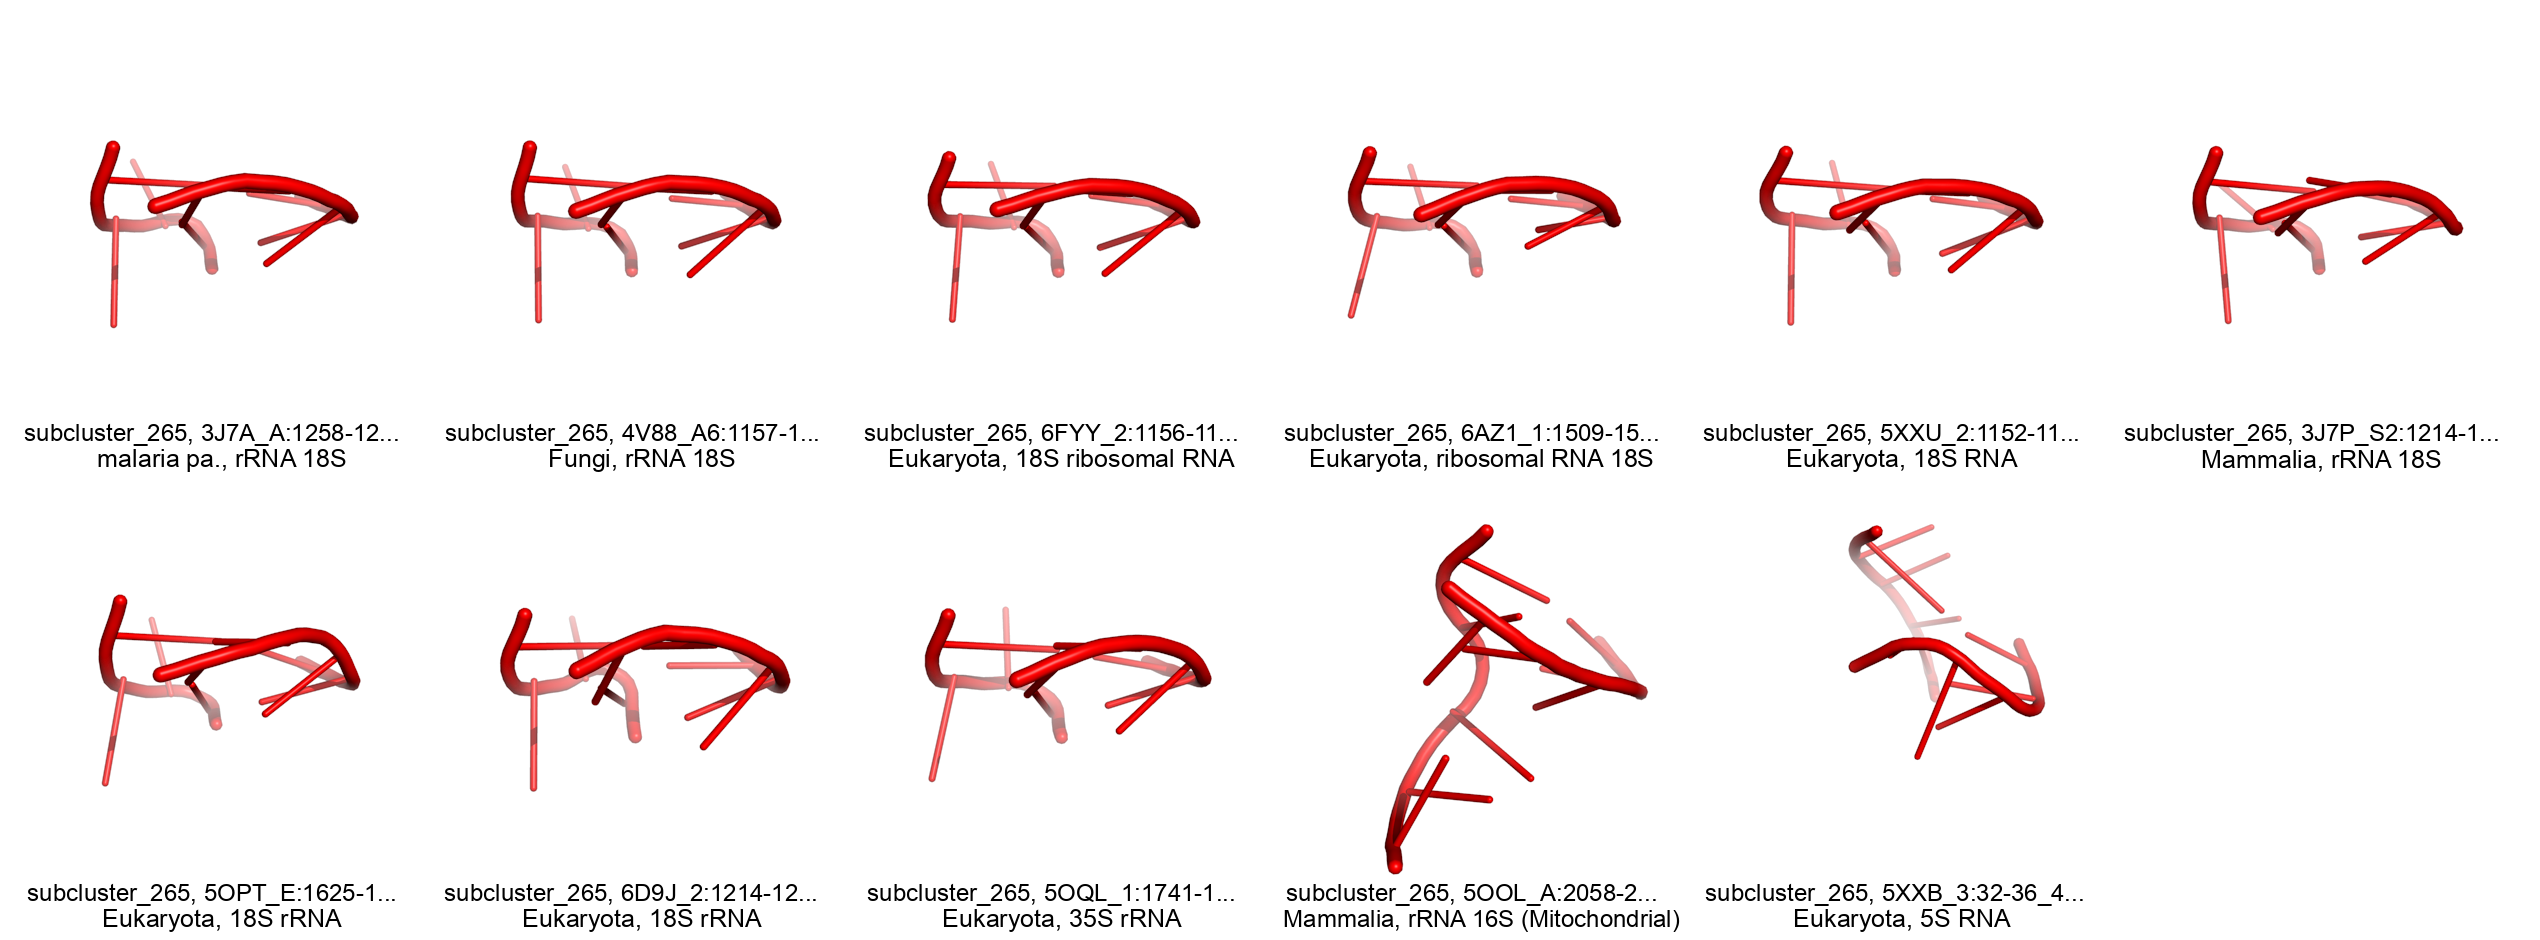 subcluster_265, 3J7A_A:1258-12...
malaria pa., rRNA 18S
subcluster_265, 4V88_A6:1157-1...
Fungi, rRNA 18S
subcluster_265, 6FYY_2:1156-11...
Eukaryota, 18S ribosomal RNA
subcluster_265, 6AZ1_1:1509-15...
Eukaryota, ribosomal RNA 18S
subcluster_265, 5XXU_2:1152-11...
Eukaryota, 18S RNA
subcluster_265, 3J7P_S2:1214-1...
Mammalia, rRNA 18S
subcluster_265, 5OPT_E:1625-1...
Eukaryota, 18S rRNA
subcluster_265, 6D9J_2:1214-12...
Eukaryota, 18S rRNA
subcluster_265, 5OQL_1:1741-1...
Eukaryota, 35S rRNA
subcluster_265, 5OOL_A:2058-2...
Mammalia, rRNA 16S (Mitochondrial)
subcluster_265, 5XXB_3:32-36_4...
Eukaryota, 5S RNA